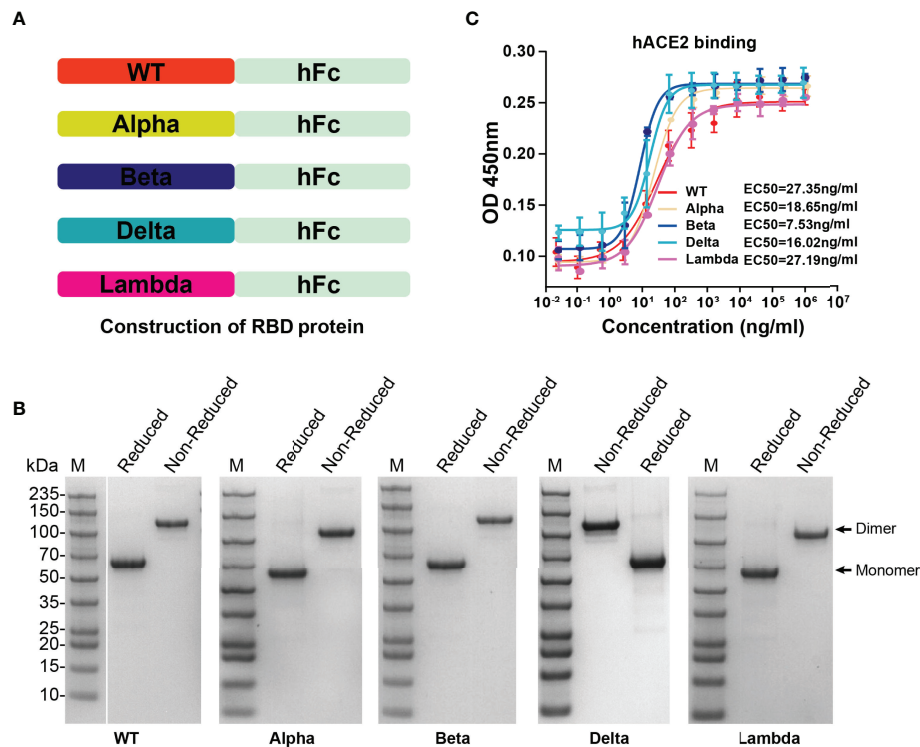 A
WT hFc
Alpha hFc
Beta hFc
Delta hFc
Lambda hFc
Construction of RBD protein
C
hACE2 binding
OD 450nm
0.30
0.25
0.20
0.15
0.10
WT EC50=27.35ng/ml
Alpha EC50=18.65ng/ml
Beta EC50=7.53ng/ml
Delta EC50=16.02ng/ml
Lambda EC50=27.19ng/ml
10⁻² 10⁻¹ 10⁰ 10¹ 10² 10³ 10⁴ 10⁵ 10⁶ 10⁷
Concentration (ng/ml)
B
kDa M Reduced Non-Reduced M Reduced Non-Reduced M Reduced Non-Reduced M Non-Reduced Reduced M Reduced Non-Reduced
235-
150-
100-
70-
50-
35-
25-
20-
15-
10-
Dimer
Monomer
WT Alpha Beta Delta Lambda